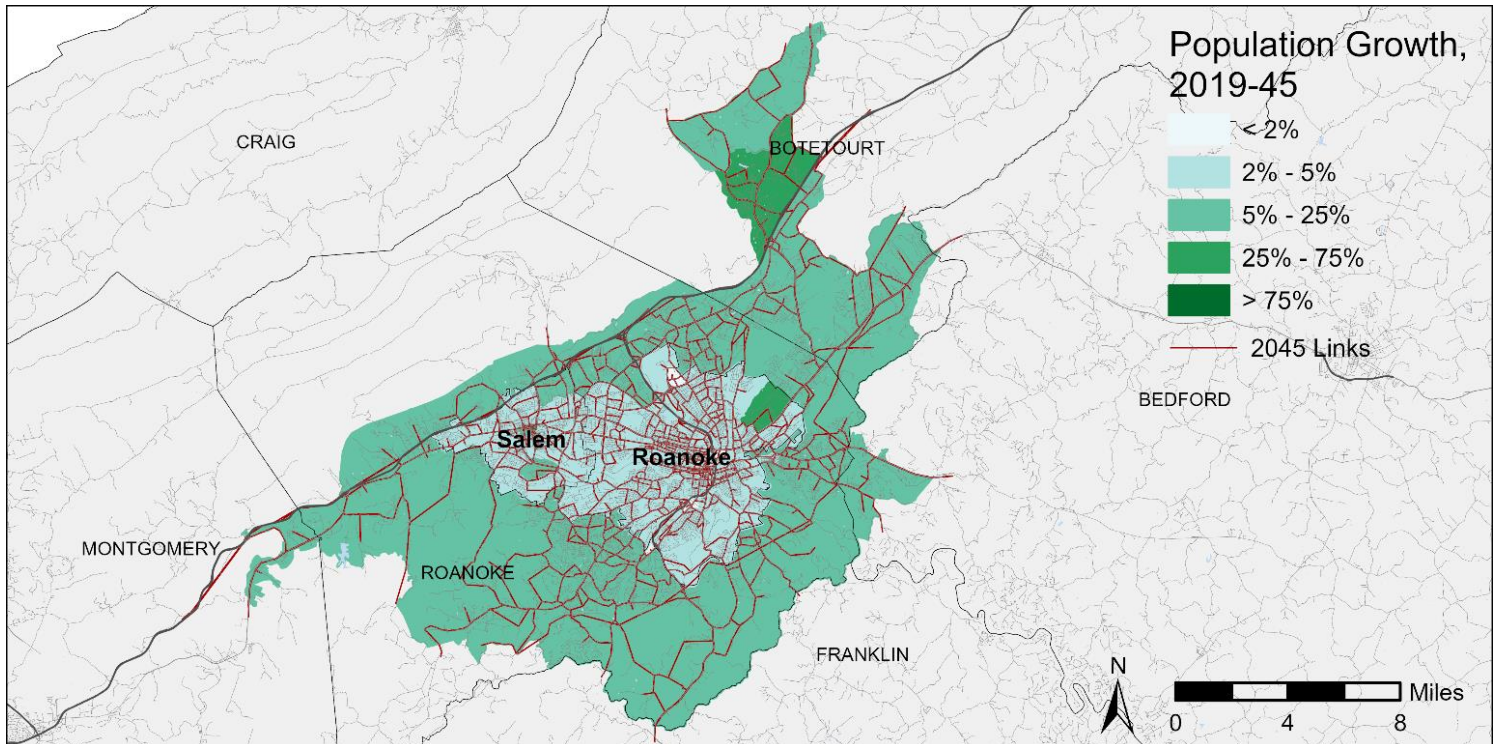 Population Growth,
2019-45
< 2%
2% - 5%
5% - 25%
25% - 75%
> 75%
2045 Links
CRAIG
BOTETOURT
BEDFORD
Salem
Roanoke
MONTGOMERY
ROANOKE
FRANKLIN
N
Miles
0 4 8